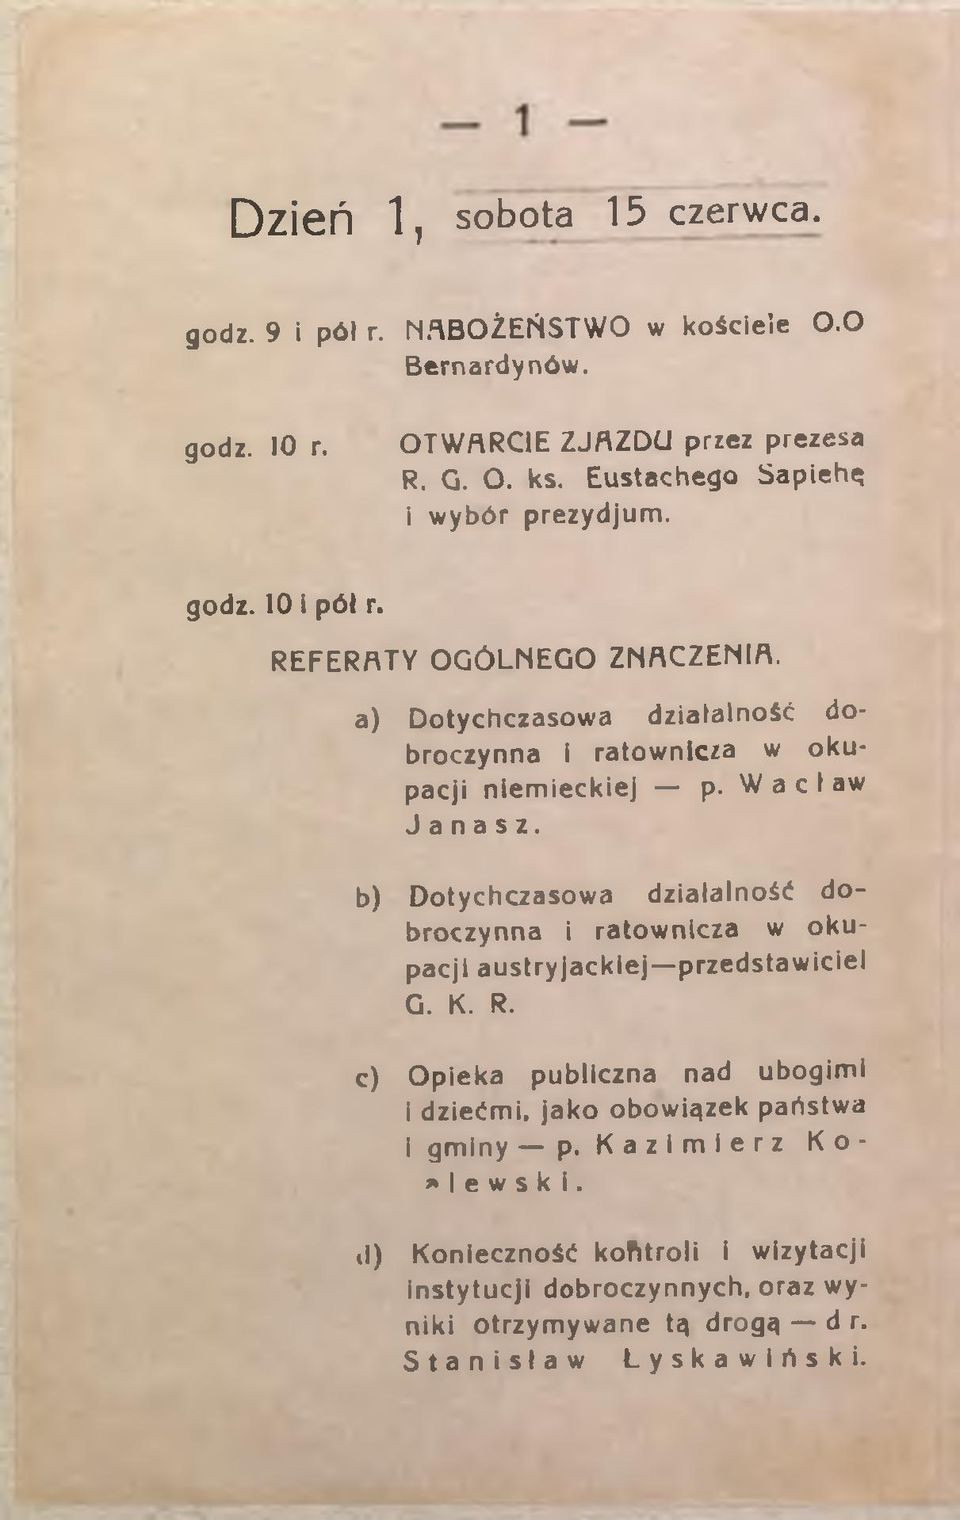 — 1 —
Dzień 1, sobota 15 czerwca.
godz. 9 i pół r. NABOŻEŃSTWO w kościele O.O
Bernardynów.
godz. 10 r. OTWARCIE ZJAZDU przez prezesa
R. G. O. ks. Eustachego Sapiehę
i wybór prezydjum.
godz. 10 i pół r.
REFERATY OGÓLNEGO ZNACZENIA.
a) Dotychczasowa działalność do-
broczynna i ratownicza w oku-
pacji niemieckiej — p. Wacław
Janasz.
b) Dotychczasowa działalność do-
broczynna i ratownicza w oku-
pacji austryjackiej—przedstawiciel
G. K. R.
c) Opieka publiczna nad ubogimi
i dziećmi, jako obowiązek państwa
i gminy — p. Kazimierz Ko-
lewski.
d) Konieczność kontroli i wizytacji
instytucji dobroczynnych, oraz wy-
niki otrzymywane tą drogą — dr.
Stanisław Łyskawiński.